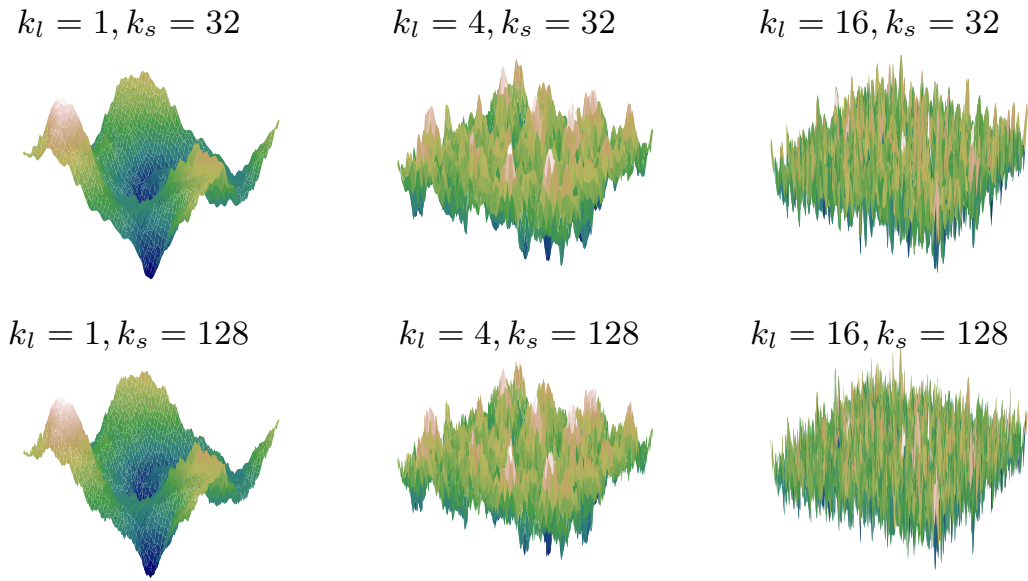 k_l = 1, k_s = 32
k_l = 4, k_s = 32
k_l = 16, k_s = 32
k_l = 1, k_s = 128
k_l = 4, k_s = 128
k_l = 16, k_s = 128